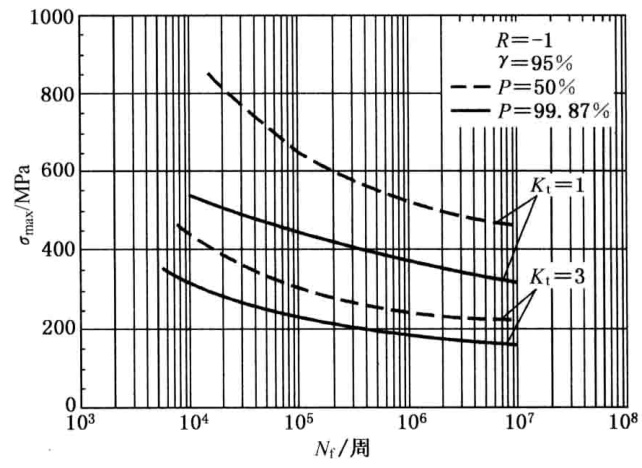 1000
800
600
400
200
0
σmax/MPa
R=-1
γ=95%
P=50%
P=99.87%
Kt=1
Kt=3
10³ 10⁴ 10⁵ 10⁶ 10⁷ 10⁸
Nf/周